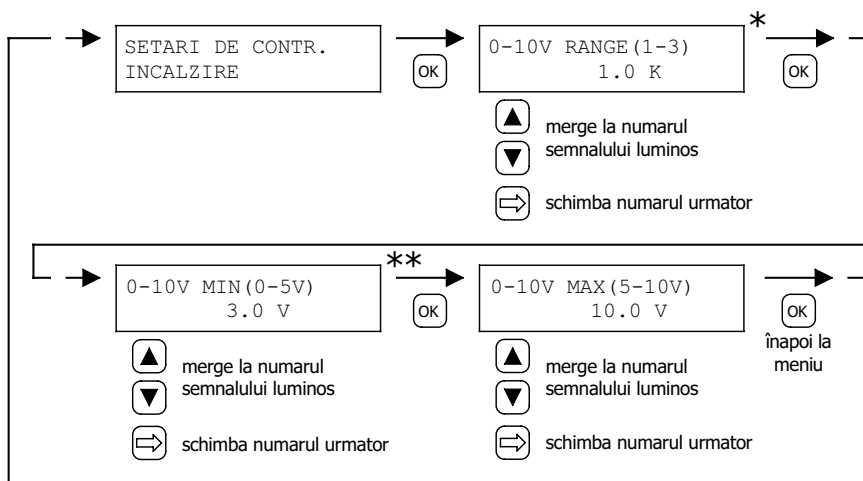 SETARI DE CONTR.
INCALZIRE
OK
0-10V RANGE(1-3)
1.0 K
*
OK
merge la numarul
semnalului luminos
schimba numarul urmator
0-10V MIN(0-5V)
3.0 V
**
OK
0-10V MAX(5-10V)
10.0 V
OK
înapoi la
meniu
merge la numarul
semnalului luminos
schimba numarul urmator
merge la numarul
semnalului luminos
schimba numarul urmator